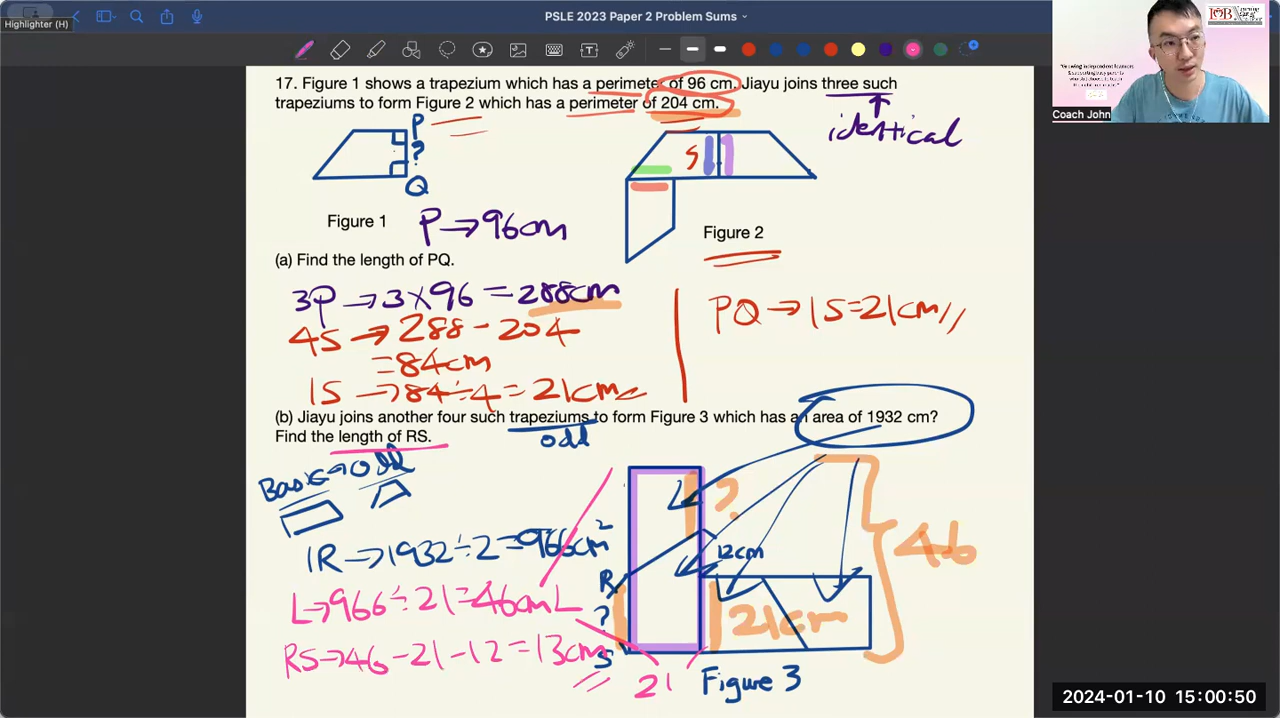 Highlighter (H)
PSLE 2023 Paper 2 Problem Sums
17. Figure 1 shows a trapezium which has a perimeter of 96 cm. Jiayu joins three such
trapeziums to form Figure 2 which has a perimeter of 204 cm.
identical
P
?
Q
S
Figure 1
P → 96cm
Figure 2
(a) Find the length of PQ.
3P → 3×96 = 288cm
4S → 288 - 204
= 84cm
1S → 84 ÷ 4 = 21cm
PQ → 1S = 21cm //
(b) Jiayu joins another four such trapeziums to form Figure 3 which has an area of 1932 cm?
Find the length of RS.
odd
Basic → Odd
1R → 1932 ÷ 2 = 966cm²
L → 966 ÷ 21 = 46cm
RS → 46 - 21 - 12 = 13cm
L
?
12cm
46
R
?
S
21cm
21
Figure 3
Coach John
2024-01-10 15:00:50